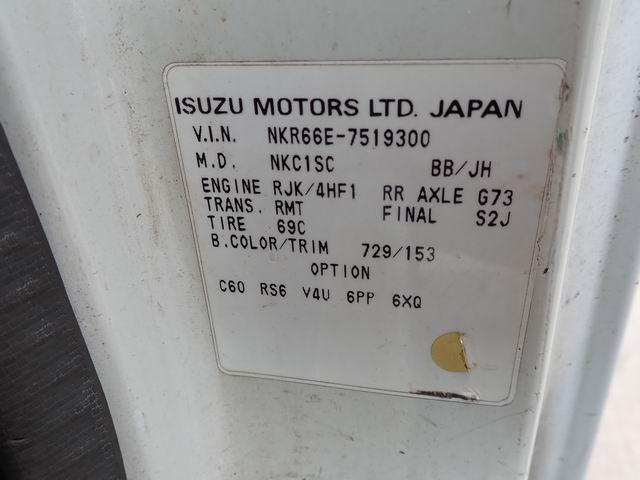 ISUZU MOTORS LTD. JAPAN
V.I.N. NKR66E-7519300
M.D. NKC1SC BB/JH
ENGINE RJK/4HF1 RR AXLE G73
TRANS. RMT FINAL S2J
TIRE 69C
B.COLOR/TRIM 729/153
OPTION
C60 RS6 V4U 6PP 6XQ